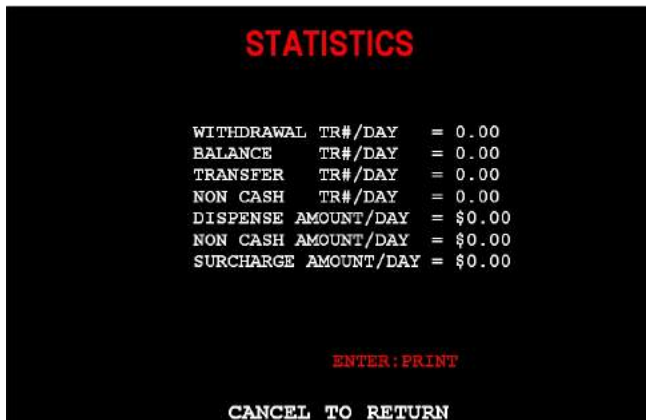 STATISTICS
WITHDRAWAL TR#/DAY = 0.00
BALANCE TR#/DAY = 0.00
TRANSFER TR#/DAY = 0.00
NON CASH TR#/DAY = 0.00
DISPENSE AMOUNT/DAY = $0.00
NON CASH AMOUNT/DAY = $0.00
SURCHARGE AMOUNT/DAY = $0.00
ENTER:PRINT
CANCEL TO RETURN